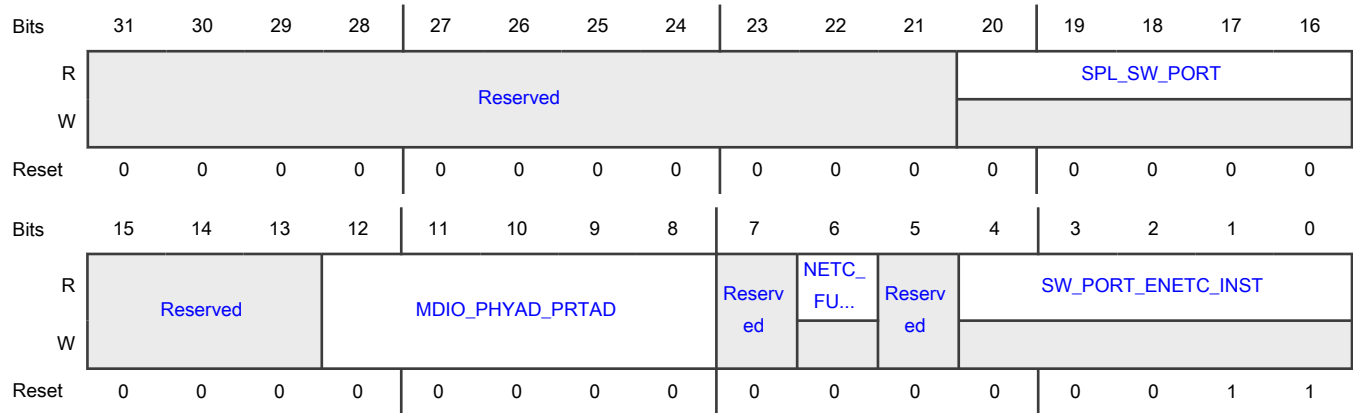 Bits 31 30 29 28 27 26 25 24 23 22 21 20 19 18 17 16
R Reserved SPL_SW_PORT
W
Reset 0 0 0 0 0 0 0 0 0 0 0 0 0 0 0 0
Bits 15 14 13 12 11 10 9 8 7 6 5 4 3 2 1 0
R Reserved MDIO_PHYAD_PRTAD Reserv NETC_ Reserv SW_PORT_ENETC_INST
ed FU... ed
W
Reset 0 0 0 0 0 0 0 0 0 0 0 0 0 0 1 1